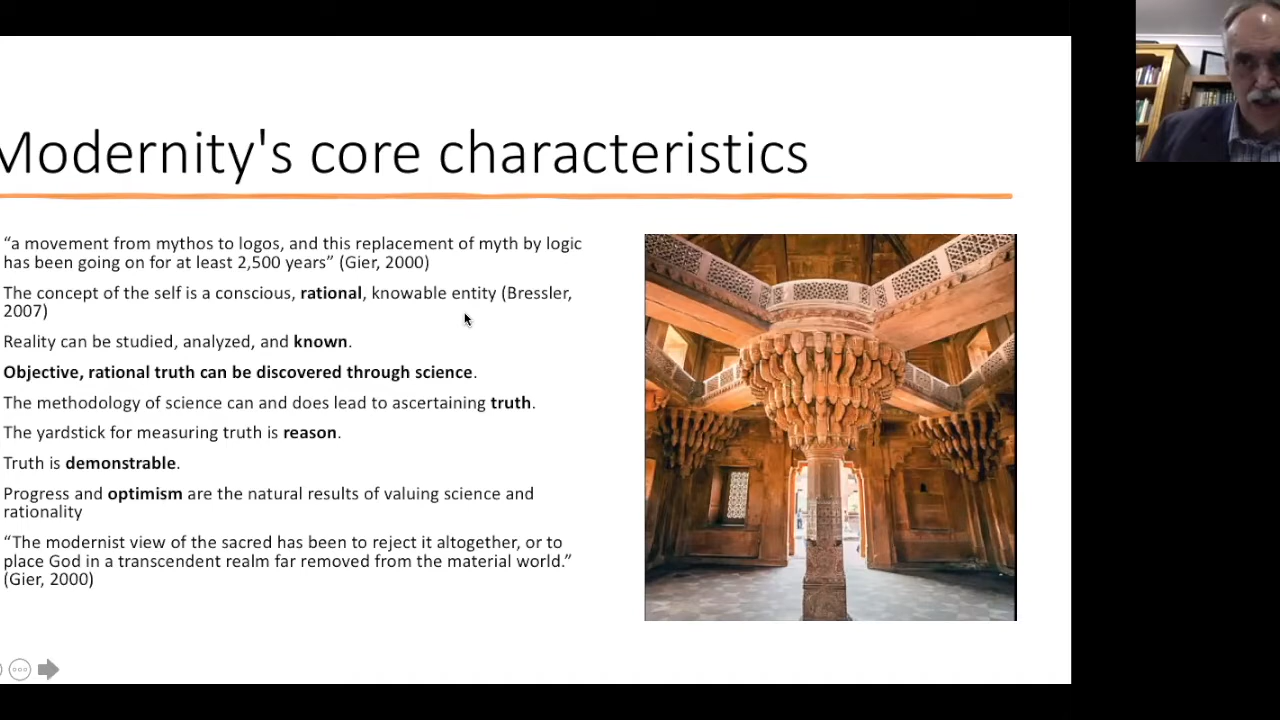 Modernity's core characteristics
“a movement from mythos to logos, and this replacement of myth by logic
has been going on for at least 2,500 years” (Gier, 2000)
The concept of the self is a conscious, rational, knowable entity (Bressler,
2007)
Reality can be studied, analyzed, and known.
Objective, rational truth can be discovered through science.
The methodology of science can and does lead to ascertaining truth.
The yardstick for measuring truth is reason.
Truth is demonstrable.
Progress and optimism are the natural results of valuing science and
rationality
“The modernist view of the sacred has been to reject it altogether, or to
place God in a transcendent realm far removed from the material world.”
(Gier, 2000)